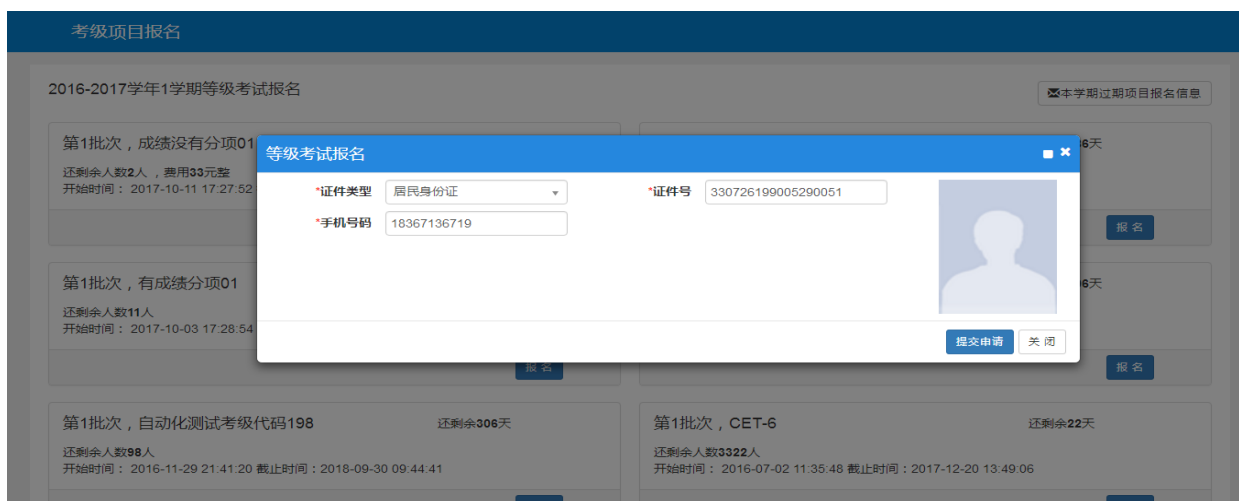 考级项目报名
2016-2017学年1学期等级考试报名
本学期过期项目报名信息
第1批次，成绩没有分项01
6天
还剩余人数2人，费用33元整
开始时间： 2017-10-11 17:27:52
报 名
等级考试报名
*证件类型 居民身份证
*证件号 330726199005290051
*手机号码 18367136719
提交申请 关 闭
第1批次，有成绩分项01
6天
还剩余人数11人
开始时间： 2017-10-03 17:28:54
报 名
报 名
第1批次，自动化测试考级代码198 还剩余306天
还剩余人数98人
开始时间： 2016-11-29 21:41:20 截止时间：2018-09-30 09:44:41
第1批次，CET-6 还剩余22天
还剩余人数3322人
开始时间： 2016-07-02 11:35:48 截止时间：2017-12-20 13:49:06